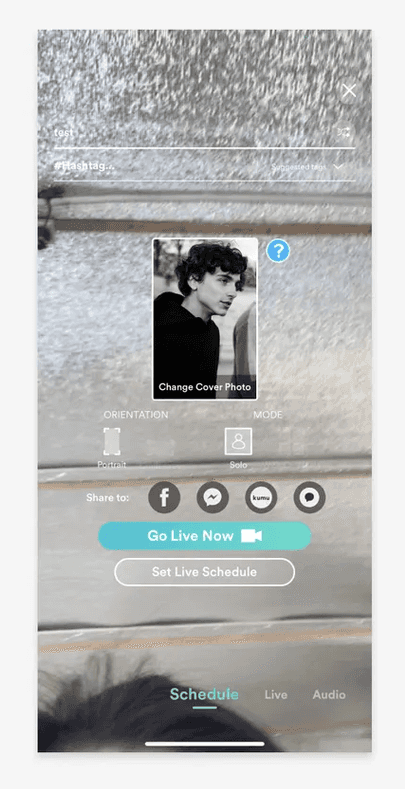 test
#Hashtag...
Suggested tags
?
Change Cover Photo
ORIENTATION
MODE
Portrait
Solo
Share to:
f
kumu
Go Live Now
Set Live Schedule
Schedule
Live
Audio